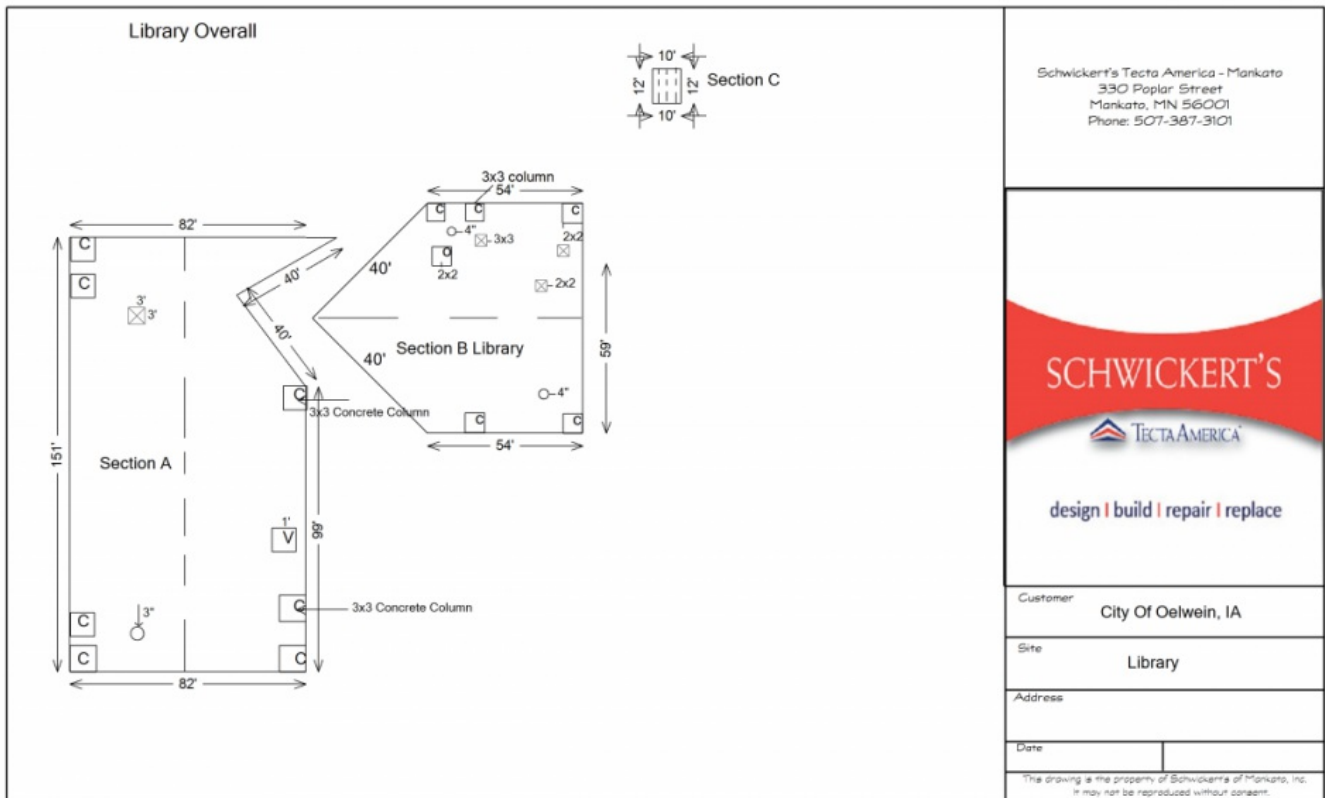 Library Overall
10'
12'
12'
10'
Section C
Schwickert's Tecta America - Mankato
330 Poplar Street
Mankato, MN 56001
Phone: 507-387-3101
82'
C
C
3'
3'
40'
40'
C
3x3 Concrete Column
151'
Section A
99'
1'
V
C
3x3 Concrete Column
C
3"
C
C
82'
3x3 column
54'
C
C
C
4"
3x3
2x2
O
2x2
2x2
40'
40'
Section B Library
59'
4"
C
C
54'
SCHWICKERT'S
TECTAAMERICA
design | build | repair | replace
Customer
City Of Oelwein, IA
Site
Library
Address
Date
This drawing is the property of Schwickerts of Mankato, Inc.
It may not be reproduced without consent.